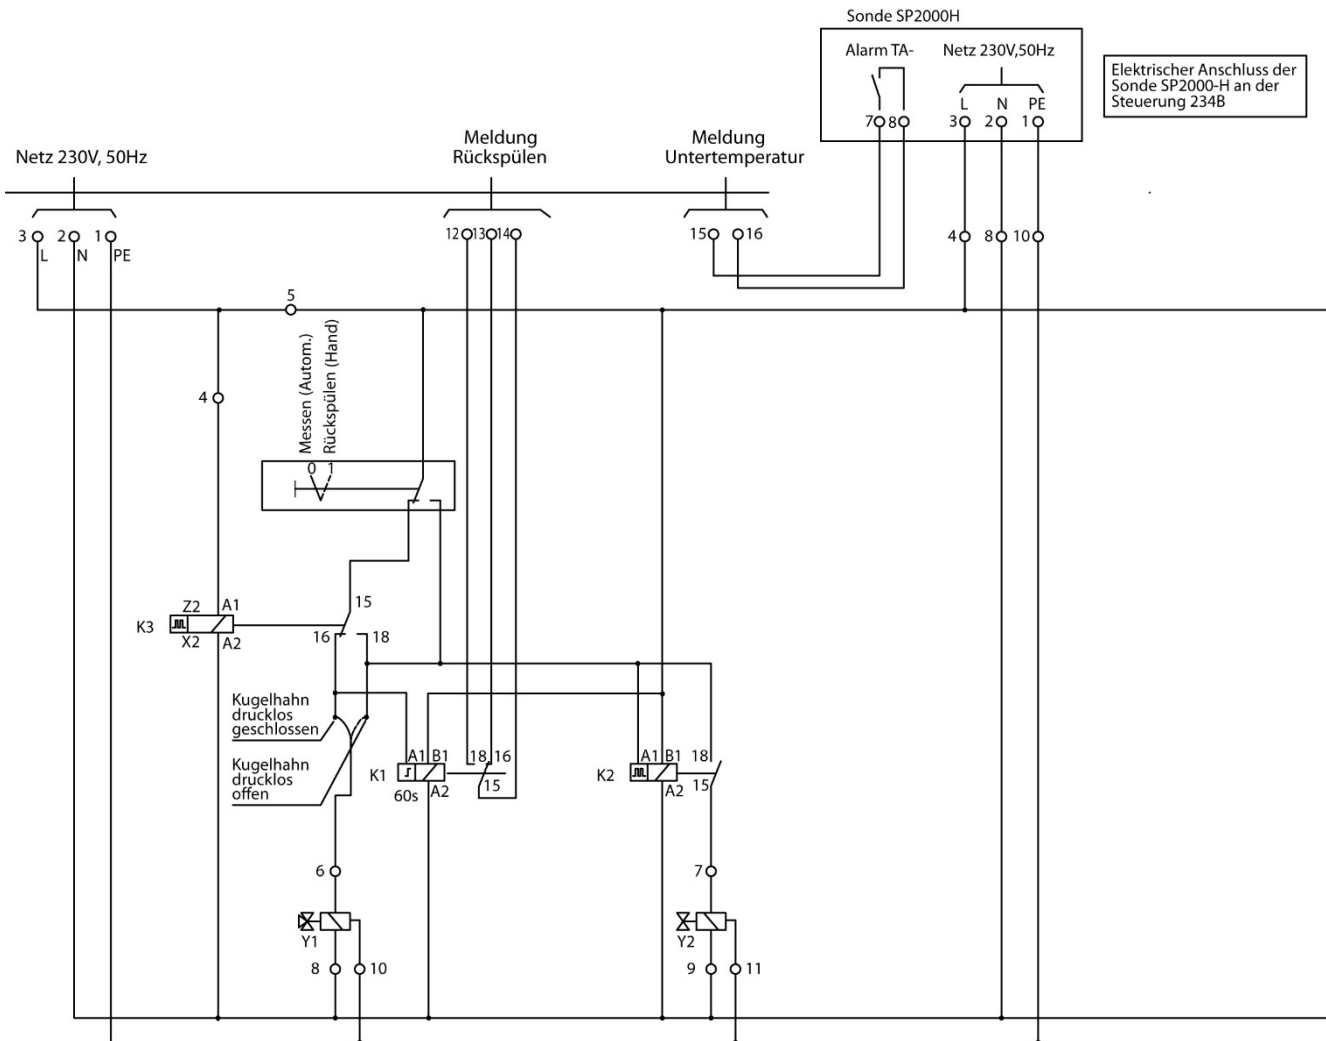 Sonde SP2000H
Alarm TA-
Netz 230V,50Hz
L N PE
7 8 3 2 1
Elektrischer Anschluss der
Sonde SP2000-H an der
Steuerung 234B
Netz 230V, 50Hz
Meldung
Rückspülen
Meldung
Untertemperatur
3 2 1
L N PE
12 13 14
15 16
4 8 10
5
4
Messen (Autom.)
Rückspülen (Hand)
0 1
K3
Z2 A1
X2 A2
15
16 18
Kugelhahn
drucklos
geschlossen
Kugelhahn
drucklos
offen
K1
A1 B1
A2
60s
18 16
15
K2
A1 B1
A2
18
15
6
7
Y1
Y2
8 10
9 11